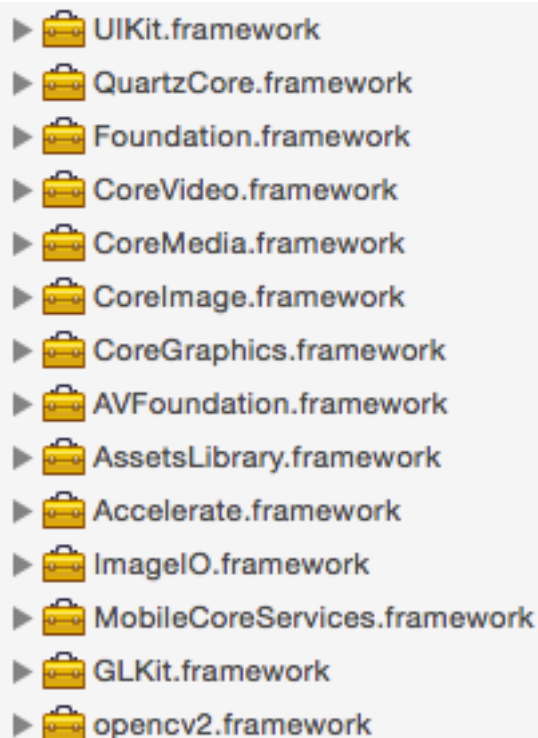 UIKit.framework
QuartzCore.framework
Foundation.framework
CoreVideo.framework
CoreMedia.framework
CoreImage.framework
CoreGraphics.framework
AVFoundation.framework
AssetsLibrary.framework
Accelerate.framework
ImageIO.framework
MobileCoreServices.framework
GLKit.framework
opencv2.framework